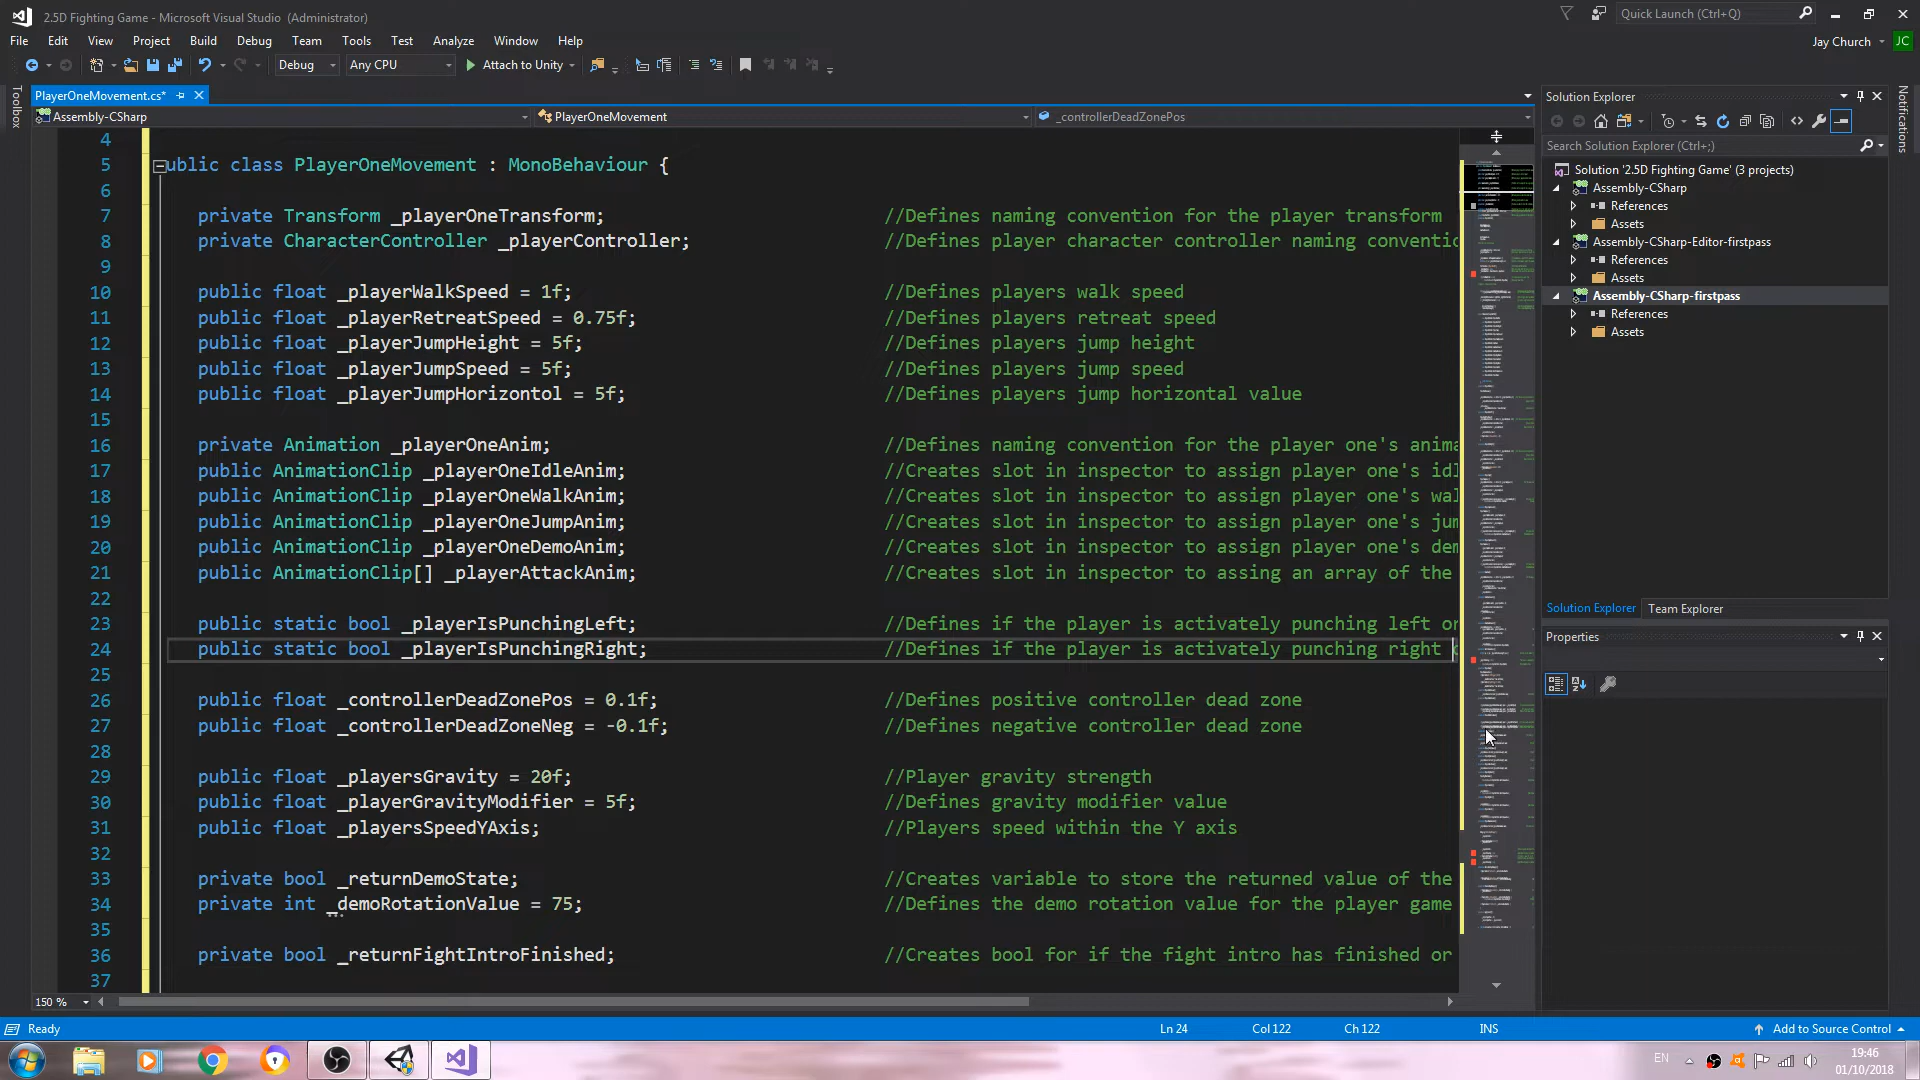 2.5D Fighting Game - Microsoft Visual Studio (Administrator)
Quick Launch (Ctrl+Q)
File Edit View Project Build Debug Team Tools Test Analyze Window Help
Jay Church JC
Debug Any CPU Attach to Unity
Toolbox
PlayerOneMovement.cs*
Assembly-CSharp PlayerOneMovement _controllerDeadZonePos
4
5 ublic class PlayerOneMovement : MonoBehaviour {
6
7 private Transform _playerOneTransform; //Defines naming convention for the player transform
8 private CharacterController _playerController; //Defines player character controller naming conventic
9
10 public float _playerWalkSpeed = 1f; //Defines players walk speed
11 public float _playerRetreatSpeed = 0.75f; //Defines players retreat speed
12 public float _playerJumpHeight = 5f; //Defines players jump height
13 public float _playerJumpSpeed = 5f; //Defines players jump speed
14 public float _playerJumpHorizontol = 5f; //Defines players jump horizontal value
15
16 private Animation _playerOneAnim; //Defines naming convention for the player one's anima
17 public AnimationClip _playerOneIdleAnim; //Creates slot in inspector to assign player one's idl
18 public AnimationClip _playerOneWalkAnim; //Creates slot in inspector to assign player one's wal
19 public AnimationClip _playerOneJumpAnim; //Creates slot in inspector to assign player one's jum
20 public AnimationClip _playerOneDemoAnim; //Creates slot in inspector to assign player one's dem
21 public AnimationClip[] _playerAttackAnim; //Creates slot in inspector to assing an array of the
22
23 public static bool _playerIsPunchingLeft; //Defines if the player is activately punching left or
24 public static bool _playerIsPunchingRight; //Defines if the player is activately punching right
25
26 public float _controllerDeadZonePos = 0.1f; //Defines positive controller dead zone
27 public float _controllerDeadZoneNeg = -0.1f; //Defines negative controller dead zone
28
29 public float _playersGravity = 20f; //Player gravity strength
30 public float _playerGravityModifier = 5f; //Defines gravity modifier value
31 public float _playersSpeedYAxis; //Players speed within the Y axis
32
33 private bool _returnDemoState; //Creates variable to store the returned value of the
34 private int _demoRotationValue = 75; //Defines the demo rotation value for the player game
35
36 private bool _returnFightIntroFinished; //Creates bool for if the fight intro has finished or
37
150 %
Solution Explorer
Search Solution Explorer (Ctrl+;)
Solution '2.5D Fighting Game' (3 projects)
Assembly-CSharp
References
Assets
Assembly-CSharp-Editor-firstpass
References
Assets
Assembly-CSharp-firstpass
References
Assets
Solution Explorer Team Explorer
Properties
Notifications
Ready Ln 24 Col 122 Ch 122 INS Add to Source Control
EN 19:46
01/10/2018